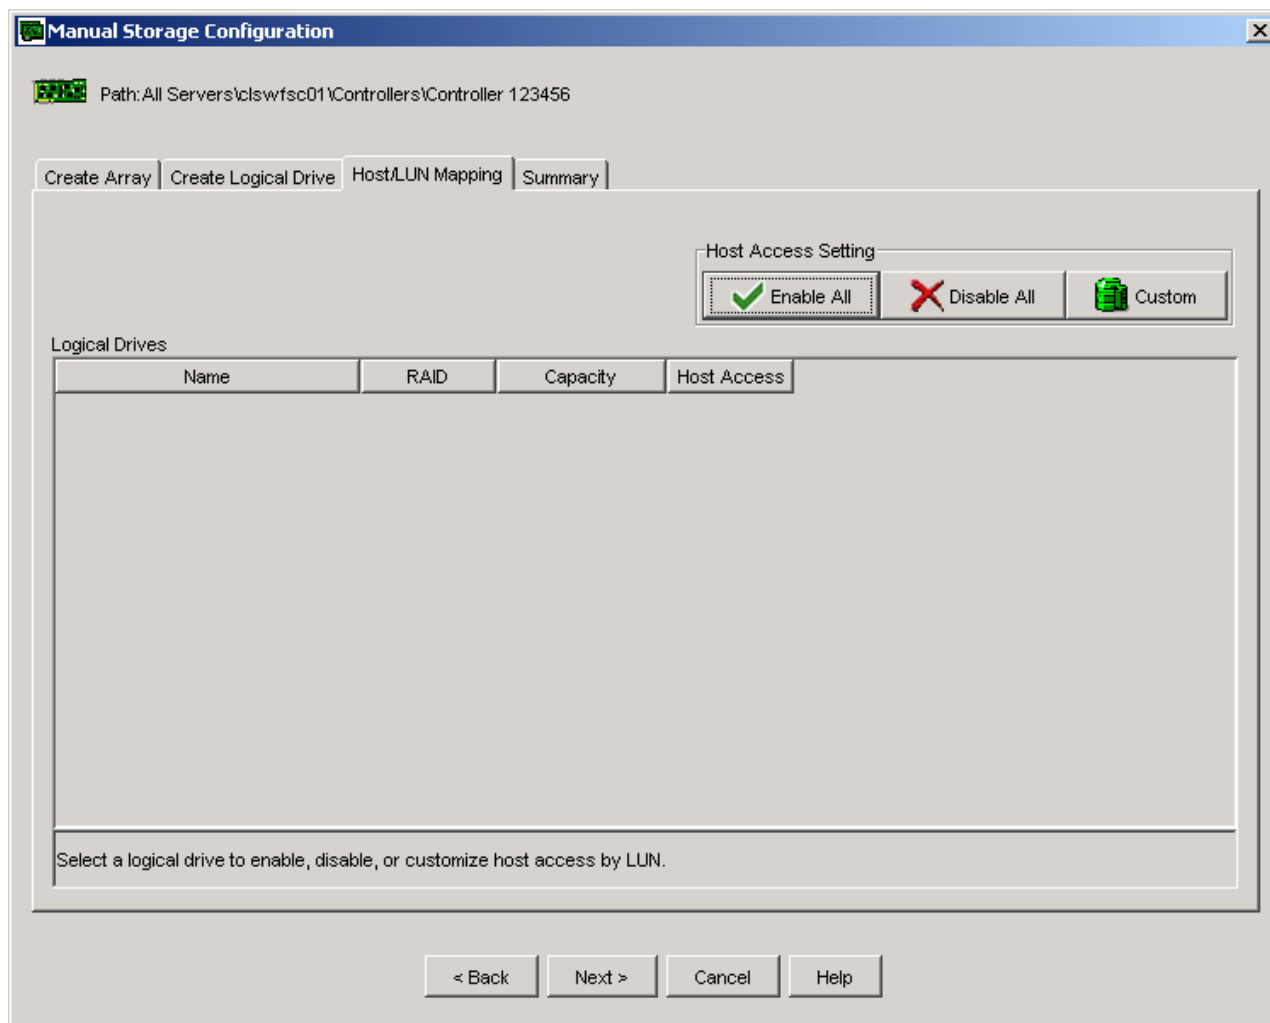 Manual Storage Configuration
Path:All Servers\clswfsc01\Controllers\Controller 123456
Create Array Create Logical Drive Host/LUN Mapping Summary
Host Access Setting
Enable All Disable All Custom
Logical Drives
Name RAID Capacity Host Access
Select a logical drive to enable, disable, or customize host access by LUN.
< Back Next > Cancel Help